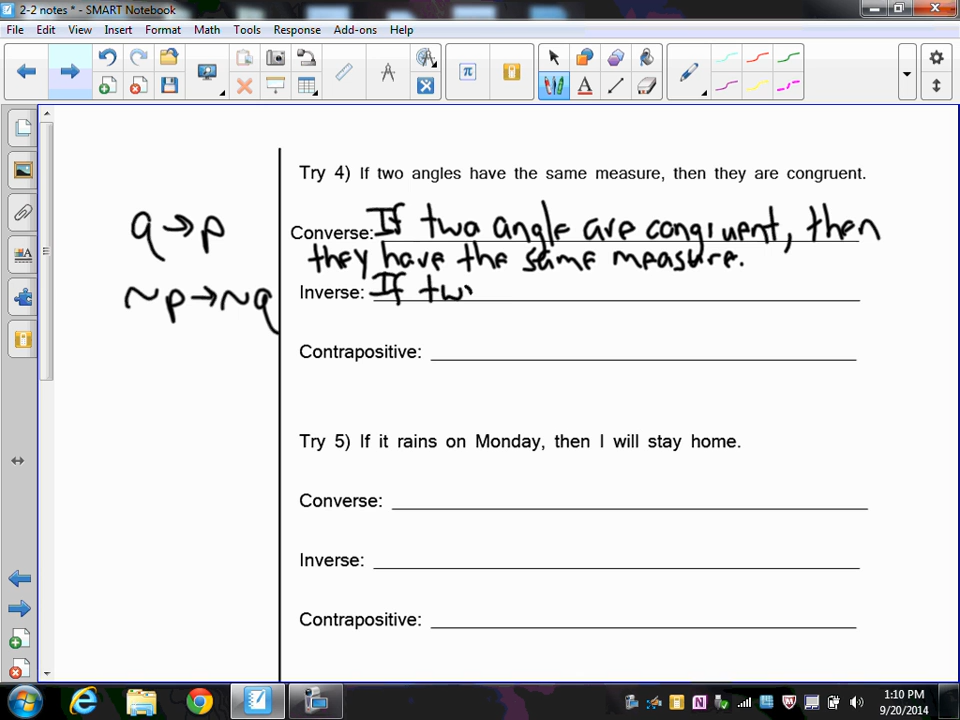 2-2 notes * - SMART Notebook
File Edit View Insert Format Math Tools Response Add-ons Help
Try 4) If two angles have the same measure, then they are congruent.
q → p
Converse: If two angle are congruent, then
they have the same measure.
~p → ~q
Inverse: If two
Contrapositive:
Try 5) If it rains on Monday, then I will stay home.
Converse:
Inverse:
Contrapositive:
1:10 PM
9/20/2014